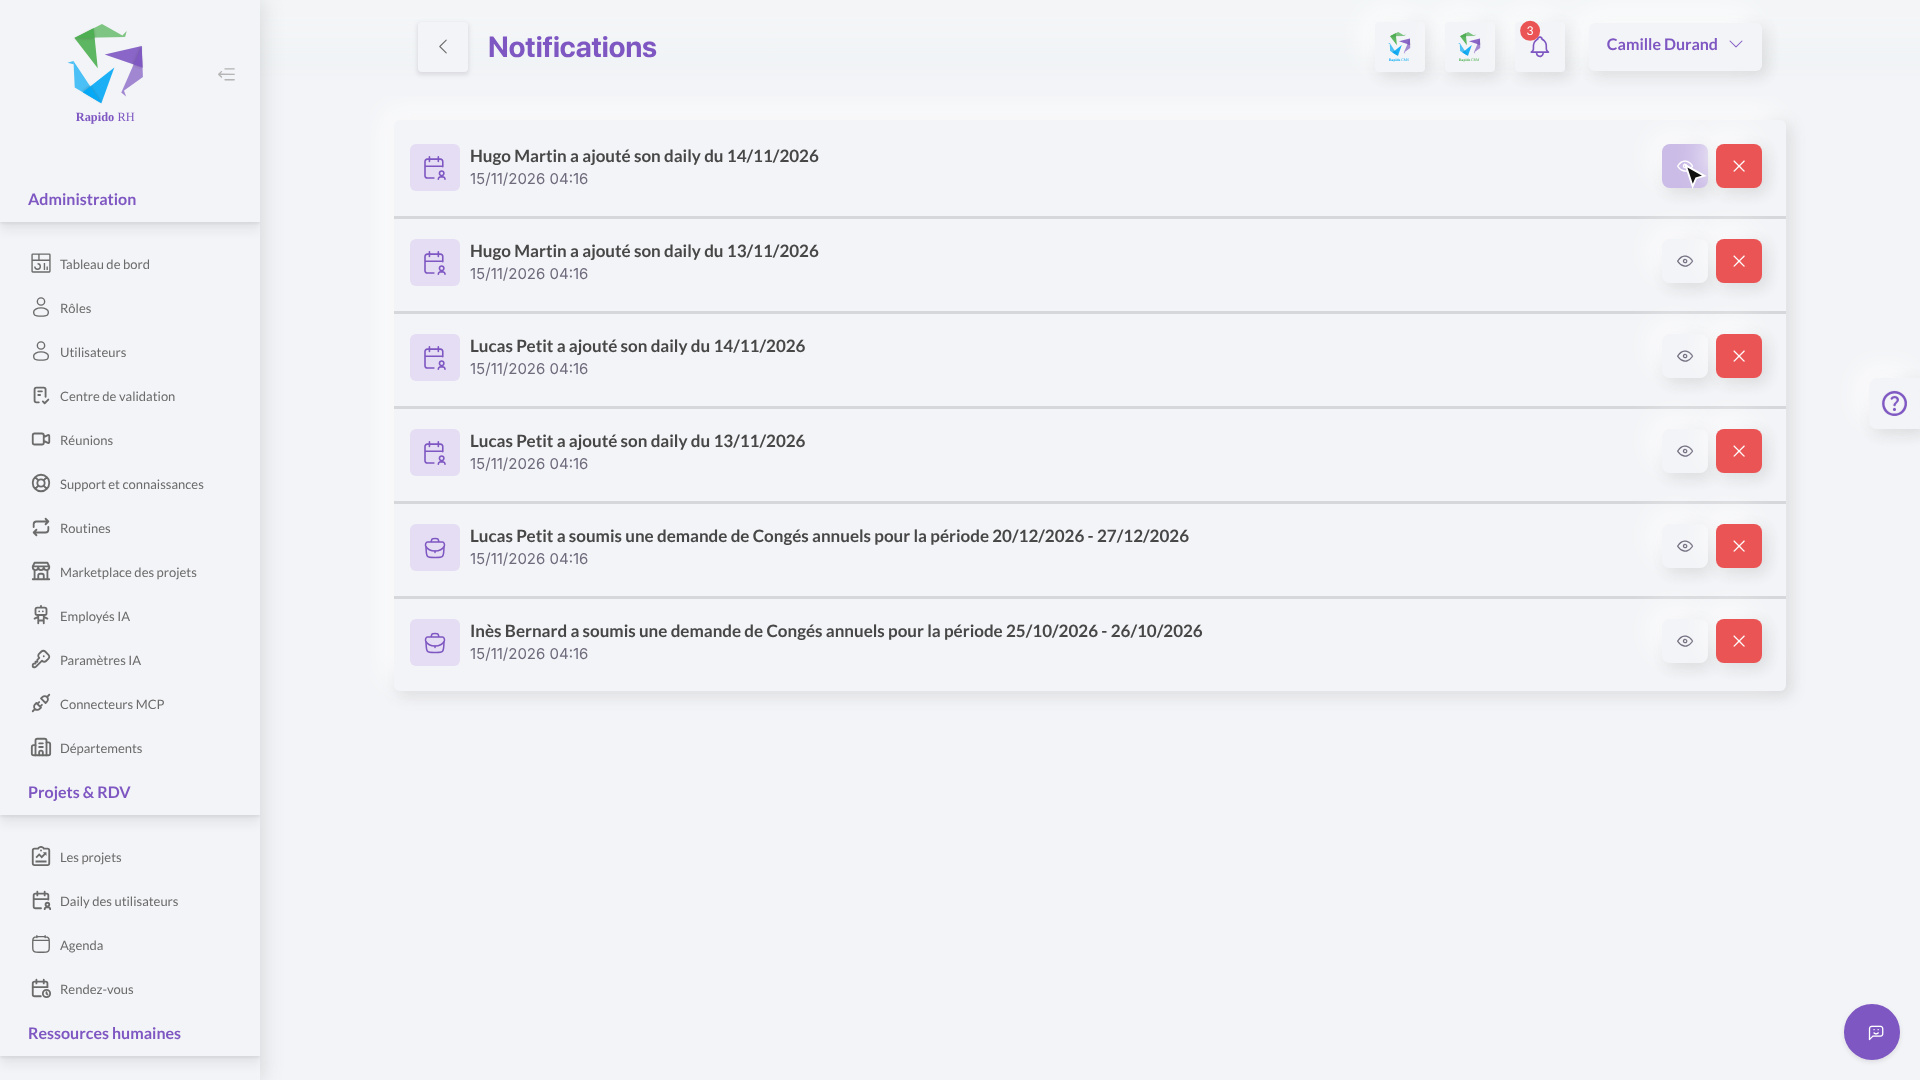 Rapido RH
Administration
Tableau de bord
Rôles
Utilisateurs
Centre de validation
Réunions
Support et connaissances
Routines
Marketplace des projets
Employés IA
Paramètres IA
Connecteurs MCP
Départements
Projets & RDV
Les projets
Daily des utilisateurs
Agenda
Rendez-vous
Ressources humaines
Notifications
Rapido RH
Rapido RH
3
Camille Durand
Hugo Martin a ajouté son daily du 14/11/2026
15/11/2026 04:16
Hugo Martin a ajouté son daily du 13/11/2026
15/11/2026 04:16
Lucas Petit a ajouté son daily du 14/11/2026
15/11/2026 04:16
Lucas Petit a ajouté son daily du 13/11/2026
15/11/2026 04:16
Lucas Petit a soumis une demande de Congés annuels pour la période 20/12/2026 - 27/12/2026
15/11/2026 04:16
Inès Bernard a soumis une demande de Congés annuels pour la période 25/10/2026 - 26/10/2026
15/11/2026 04:16